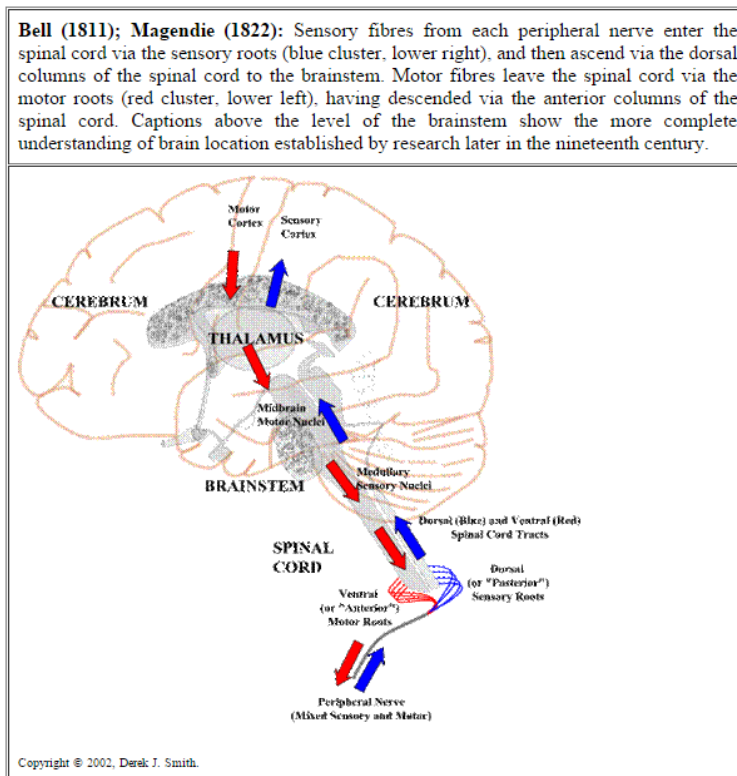 Bell (1811); Magendie (1822): Sensory fibres from each peripheral nerve enter the
spinal cord via the sensory roots (blue cluster, lower right), and then ascend via the dorsal
columns of the spinal cord to the brainstem. Motor fibres leave the spinal cord via the
motor roots (red cluster, lower left), having descended via the anterior columns of the
spinal cord. Captions above the level of the brainstem show the more complete
understanding of brain location established by research later in the nineteenth century.
Motor
Cortex
Sensory
Cortex
CEREBRUM
CEREBRUM
THALAMUS
Midbrain
Motor Nuclei
BRAINSTEM
Medullary
Sensory Nuclei
Dorsal (Blue) and Ventral (Red)
Spinal Cord Tracts
SPINAL
CORD
Dorsal
(or "Posterior")
Sensory Roots
Ventral
(or "Anterior")
Motor Roots
Peripheral Nerve
(Mixed Sensory and Motor)
Copyright © 2002, Derek J. Smith.